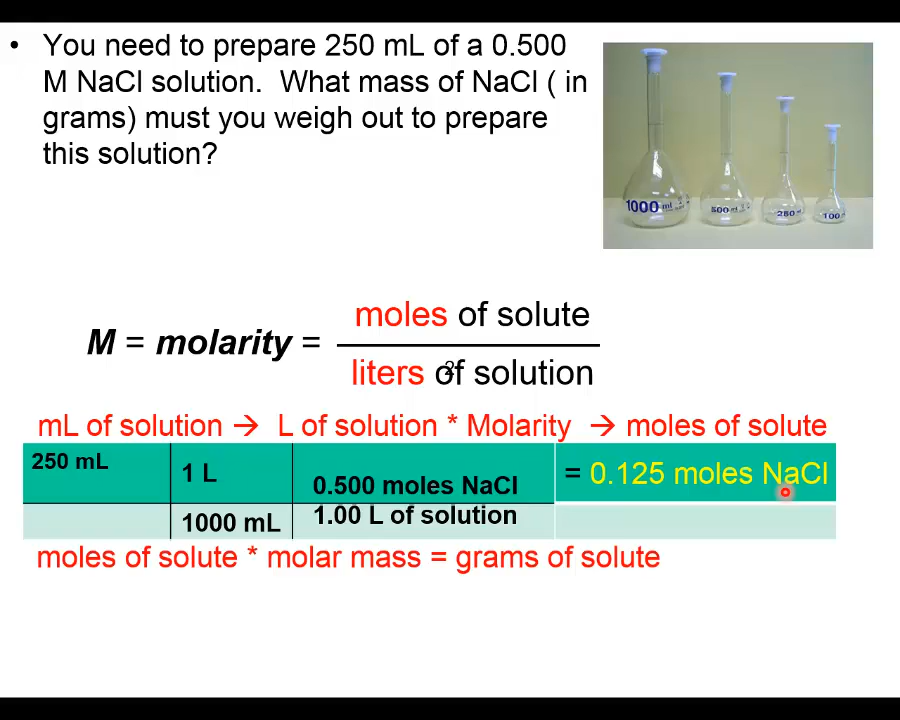 • You need to prepare 250 mL of a 0.500
M NaCl solution. What mass of NaCl ( in
grams) must you weigh out to prepare
this solution?
1000 ml
500 ml
250
100
moles of solute
M = molarity =
liters of solution
2
mL of solution → L of solution * Molarity → moles of solute
250 mL
1 L
0.500 moles NaCl
= 0.125 moles NaCl
1000 mL
1.00 L of solution
moles of solute * molar mass = grams of solute